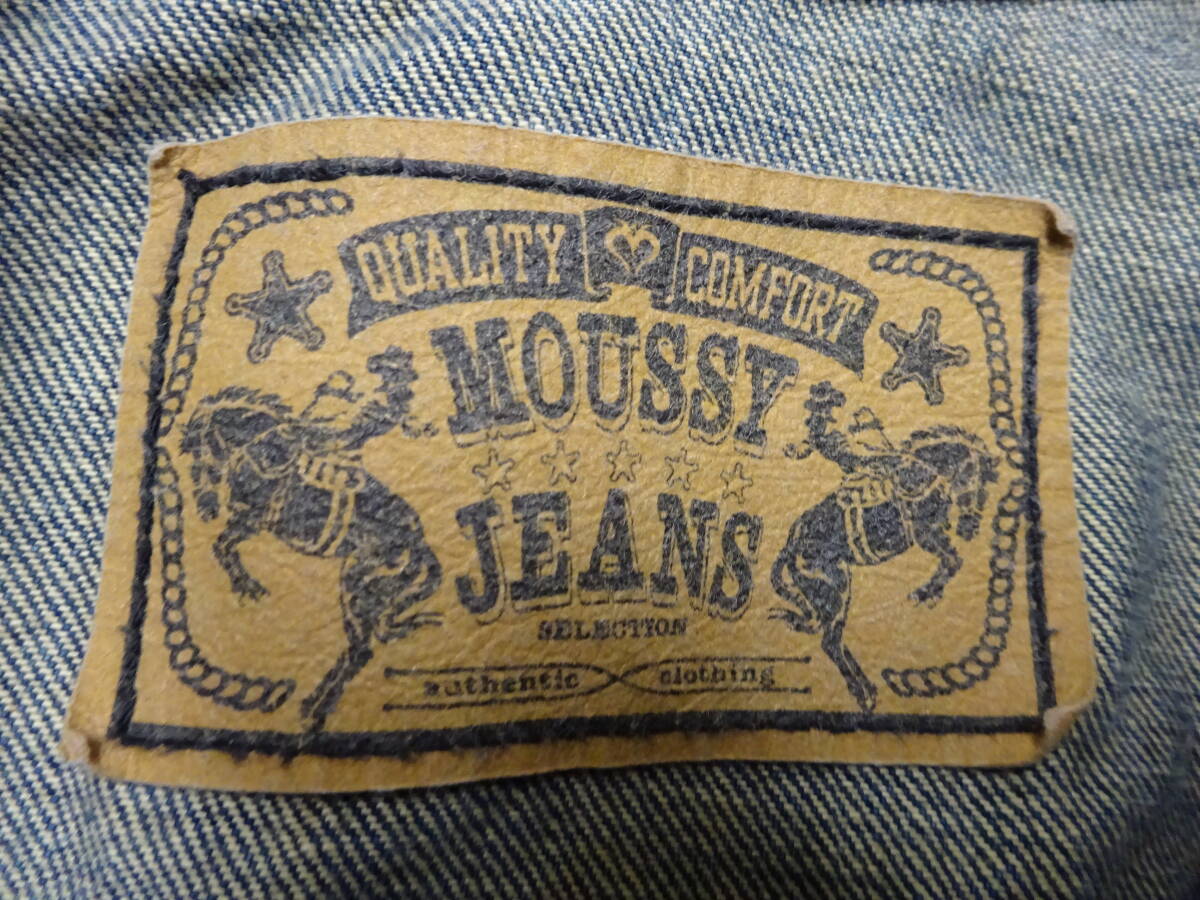 QUALITY COMFORT
MOUSSY
JEANS
SELECTION
authentic clothing